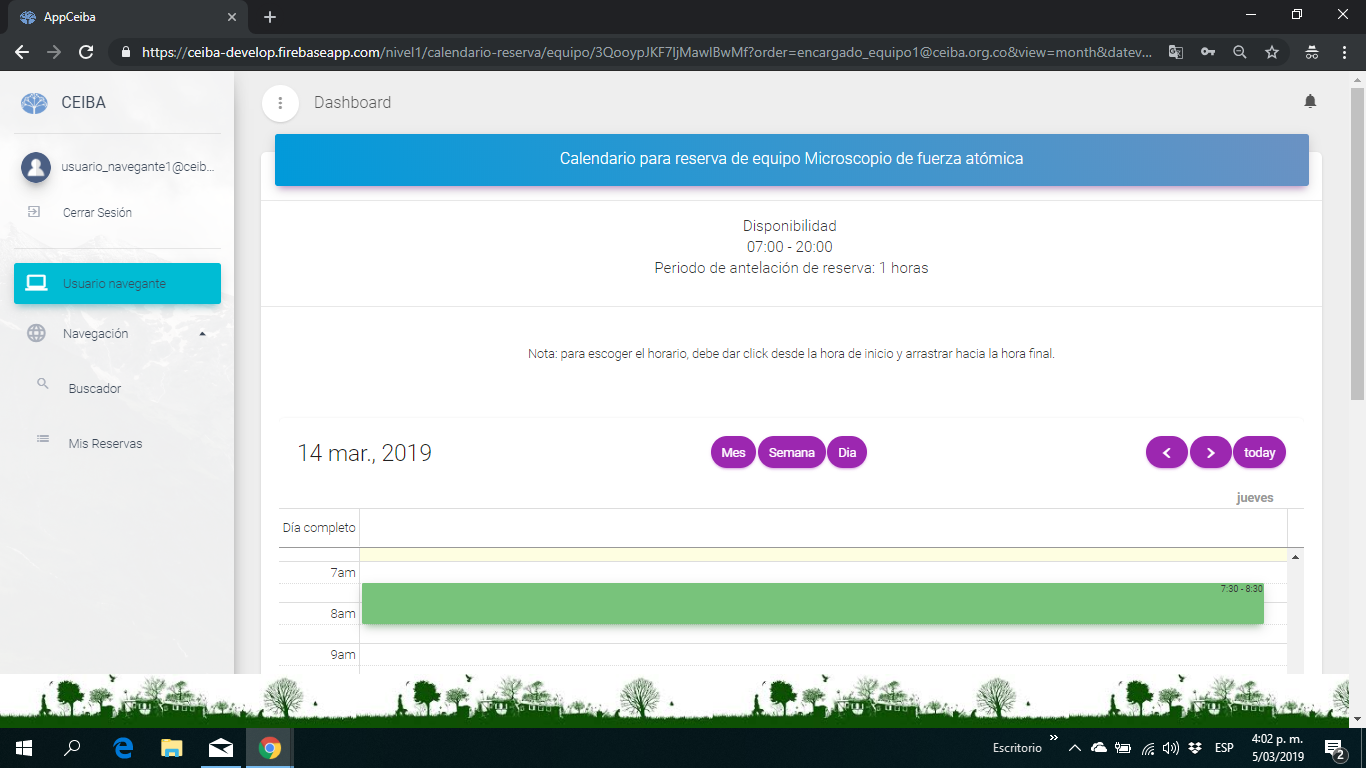 AppCeiba
https://ceiba-develop.firebaseapp.com/nivel1/calendario-reserva/equipo/3QooypJKF7ljMawlBwMf?order=encargado_equipo1@ceiba.org.co&view=month&datev...
CEIBA
Dashboard
usuario_navegante1@ceib...
Cerrar Sesión
Usuario navegante
Navegación
Buscador
Mis Reservas
Calendario para reserva de equipo Microscopio de fuerza atómica
Disponibilidad
07:00 - 20:00
Periodo de antelación de reserva: 1 horas
Nota: para escoger el horario, debe dar click desde la hora de inicio y arrastrar hacia la hora final.
14 mar., 2019
Mes Semana Dia
today
jueves
Día completo
7am
7:30 - 8:30
8am
9am
Escritorio
ESP
4:02 p. m.
5/03/2019
2